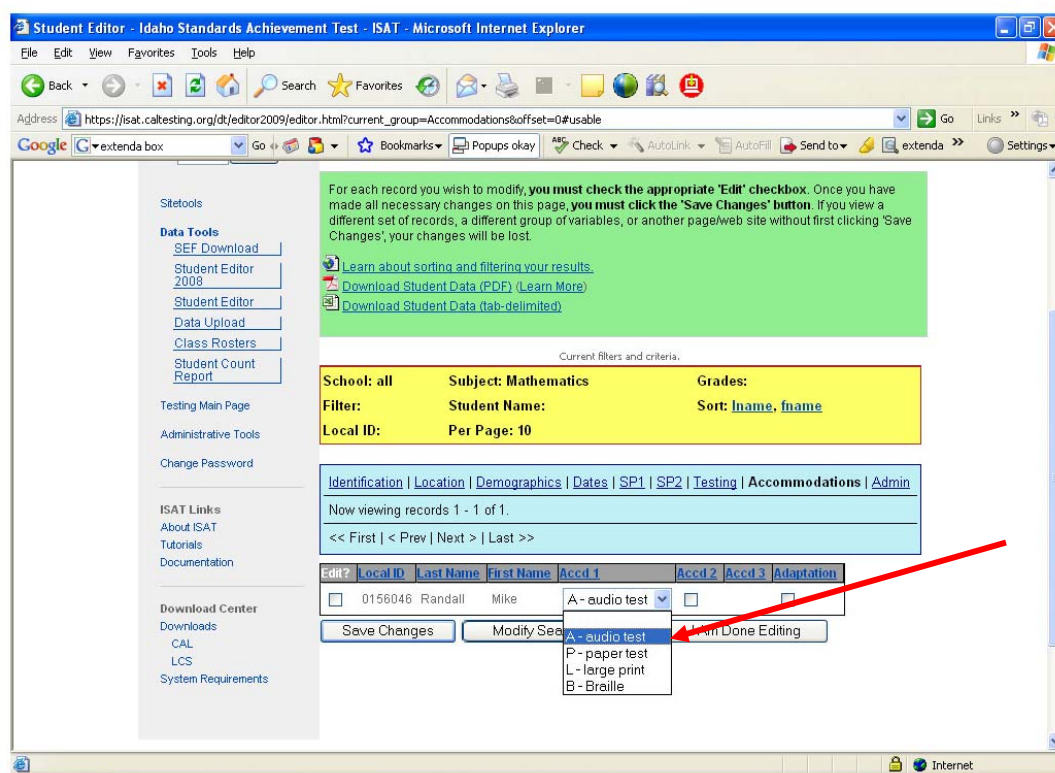 Student Editor - Idaho Standards Achievement Test - ISAT - Microsoft Internet Explorer
File Edit View Favorites Tools Help
Back Search Favorites
Address https://isat.caltesting.org/dt/editor2009/editor.html?current_group=Accommodations&offset=0#usable Go Links »
Google G extenda box Go Bookmarks Popups okay ABC Check AutoLink AutoFill Send to extenda » Settings
Sitetools
Data Tools
SEF Download
Student Editor
2008
Student Editor
Data Upload
Class Rosters
Student Count
Report
Testing Main Page
Administrative Tools
Change Password
ISAT Links
About ISAT
Tutorials
Documentation
Download Center
Downloads
CAL
LCS
System Requirements
For each record you wish to modify, you must check the appropriate 'Edit' checkbox. Once you have
made all necessary changes on this page, you must click the 'Save Changes' button. If you view a
different set of records, a different group of variables, or another page/web site without first clicking 'Save
Changes', your changes will be lost.
Learn about sorting and filtering your results.
Download Student Data (PDF) (Learn More)
Download Student Data (tab-delimited)
Current filters and criteria.
School: all Subject: Mathematics Grades:
Filter: Student Name: Sort: lname, fname
Local ID: Per Page: 10
Identification | Location | Demographics | Dates | SP1 | SP2 | Testing | Accommodations | Admin
Now viewing records 1 - 1 of 1.
<< First | < Prev | Next > | Last >>
Edit? Local ID Last Name First Name Accd 1 Accd 2 Accd 3 Adaptation
0156046 Randall Mike A - audio test
Save Changes Modify Sea I Am Done Editing
A - audio test
P - paper test
L - large print
B - Braille
Internet